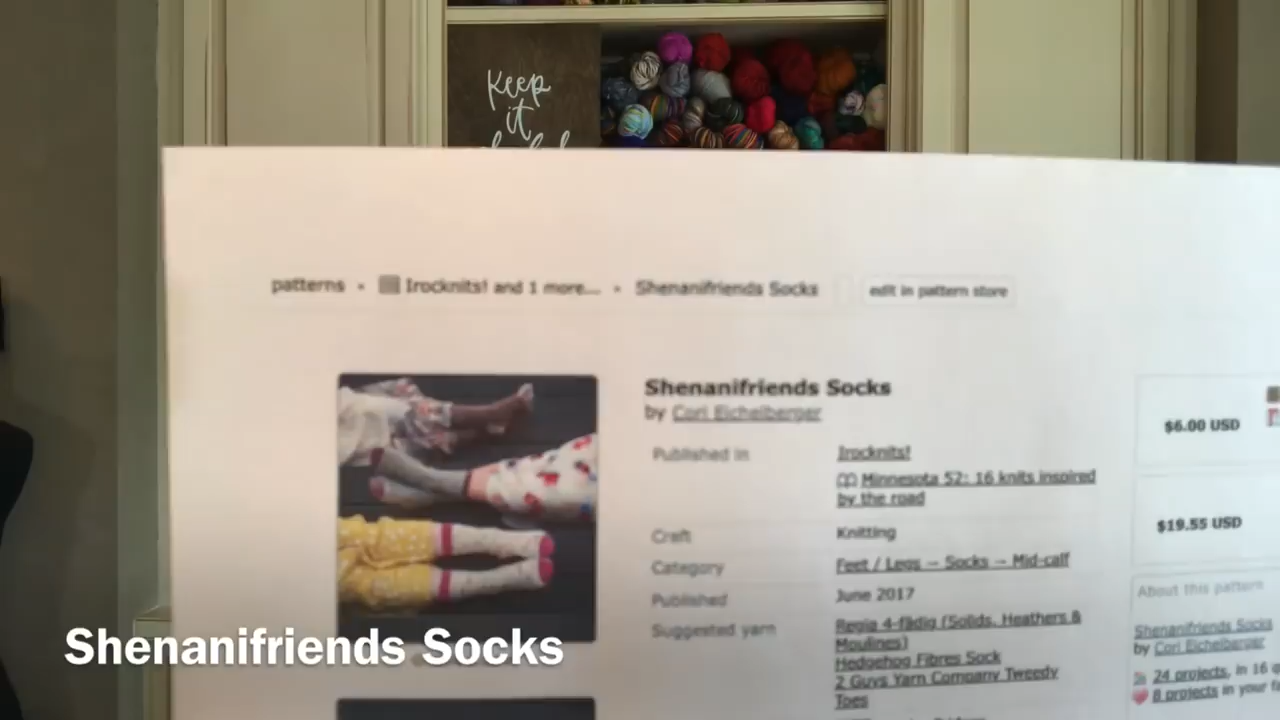 Keep
it
patterns • Irocknits! and 1 more... • Shenanifriends Socks edit in pattern store
Shenanifriends Socks
by Cori Eichelberger
Published in Irocknits!
Minnesota 52: 16 knits inspired
by the road
Craft Knitting
Category Feet / Legs → Socks → Mid-calf
Published June 2017
Suggested yarn Regia 4-fädig (Solids, Heathers &
Moulines)
Hedgehog Fibres Sock
2 Guys Yarn Company Tweedy
Toes
$6.00 USD
$19.55 USD
About this pattern
Shenanifriends Socks
by Cori Eichelberger
24 projects, in 16
8 projects in your
Shenanifriends Socks